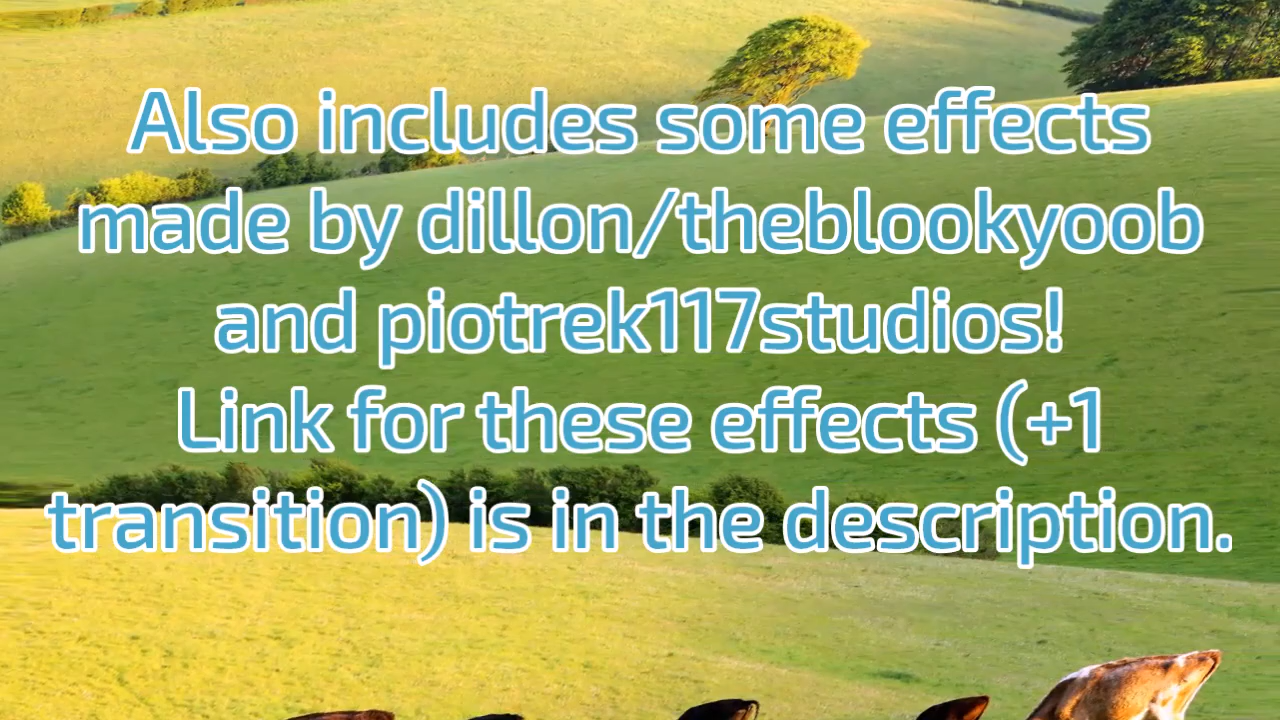 Also includes some effects
made by dillon/theblookyoob
and piotrek117studios!
Link for these effects (+1
transition) is in the description.